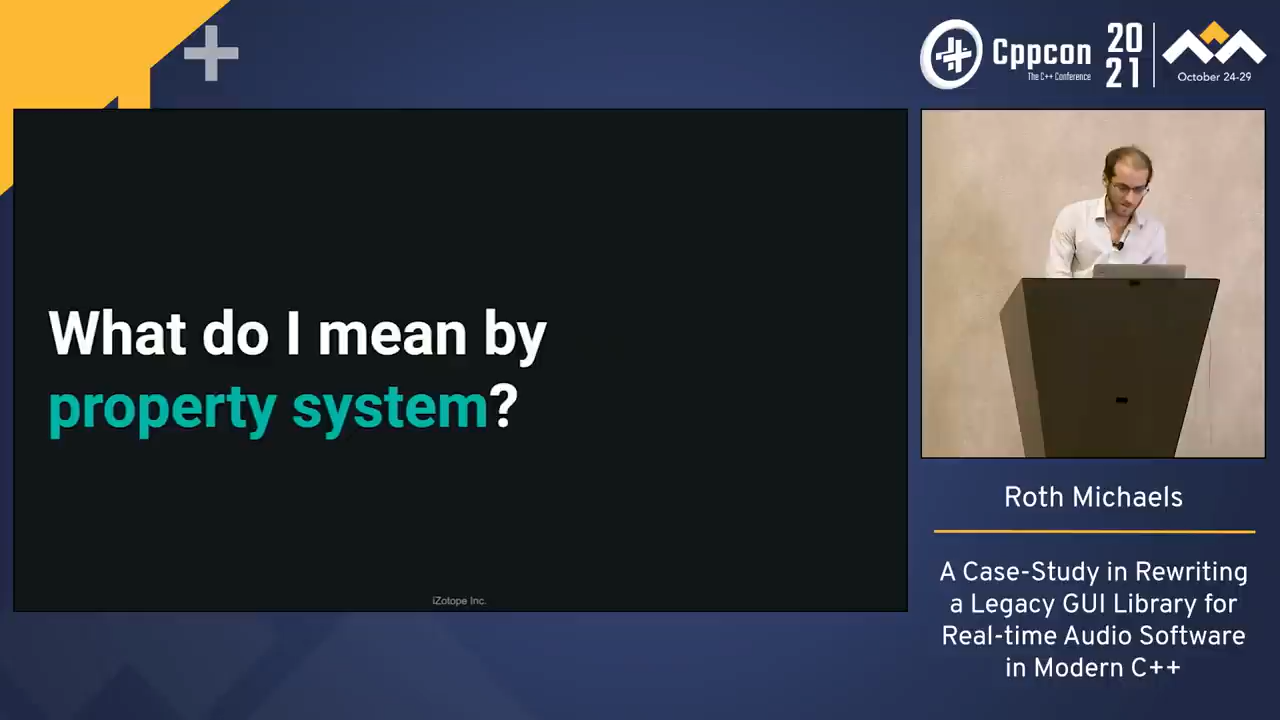 Cppcon
The C++ Conference
20
21
October 24-29
What do I mean by
property system?
iZotope Inc.
Roth Michaels
A Case-Study in Rewriting
a Legacy GUI Library for
Real-time Audio Software
in Modern C++